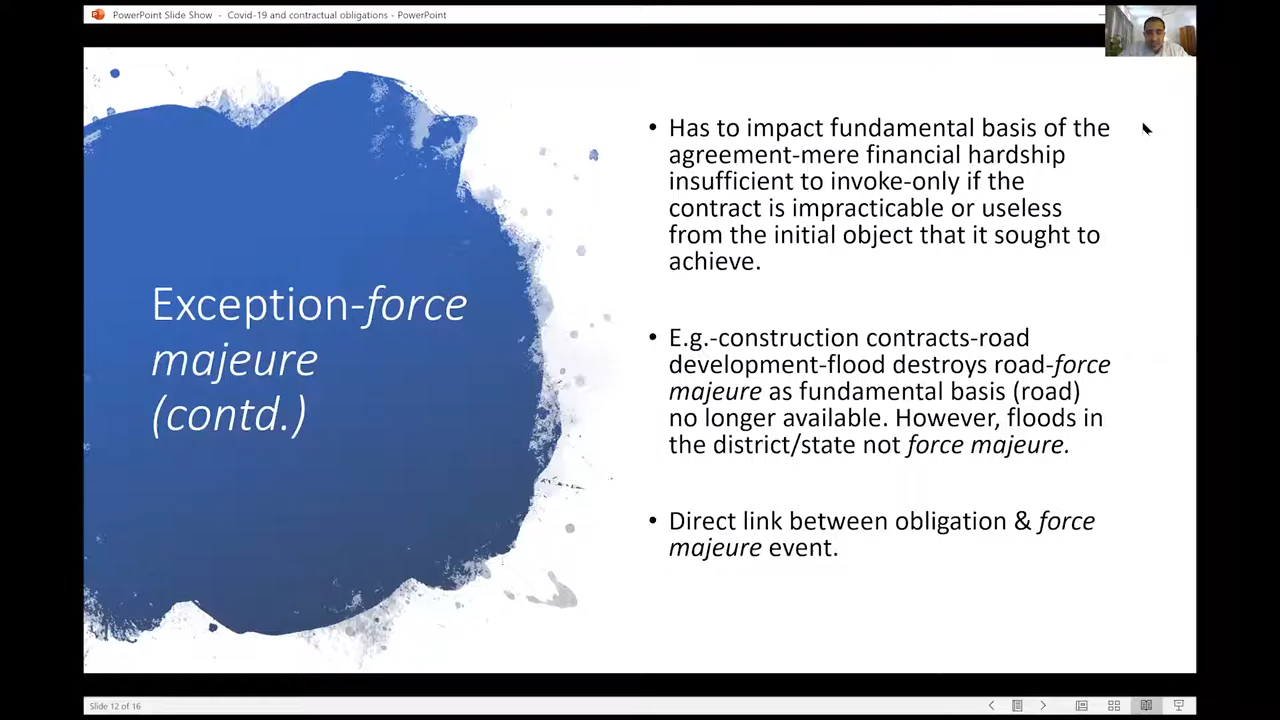 PowerPoint Slide Show - Covid-19 and contractual obligations - PowerPoint
Exception-force
majeure
(contd.)
• Has to impact fundamental basis of the
agreement-mere financial hardship
insufficient to invoke-only if the
contract is impracticable or useless
from the initial object that it sought to
achieve.
• E.g.-construction contracts-road
development-flood destroys road-force
majeure as fundamental basis (road)
no longer available. However, floods in
the district/state not force majeure.
• Direct link between obligation & force
majeure event.
Slide 12 of 16